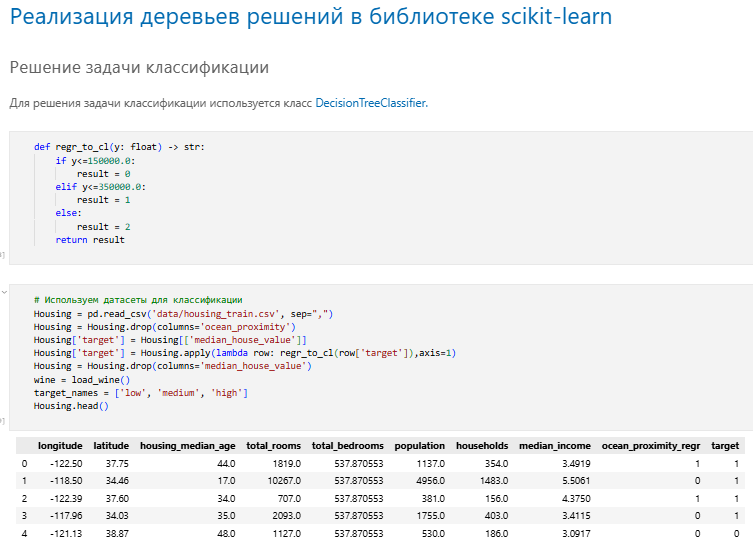 Реализация деревьев решений в библиотеке scikit-learn
Решение задачи классификации
Для решения задачи классификации используется класс DecisionTreeClassifier.
def regr_to_cl(y: float) -> str:
if y<=150000.0:
result = 0
elif y<=350000.0:
result = 1
else:
result = 2
return result
# Используем датасеты для классификации
Housing = pd.read_csv('data/housing_train.csv', sep=",")
Housing = Housing.drop(columns='ocean_proximity')
Housing['target'] = Housing[['median_house_value']]
Housing['target'] = Housing.apply(lambda row: regr_to_cl(row['target']),axis=1)
Housing = Housing.drop(columns='median_house_value')
wine = load_wine()
target_names = ['low', 'medium', 'high']
Housing.head()
longitude latitude housing_median_age total_rooms total_bedrooms population households median_income ocean_proximity_regr target
0 -122.50 37.75 44.0 1819.0 537.870553 1137.0 354.0 3.4919 1 1
1 -118.50 34.46 17.0 10267.0 537.870553 4956.0 1483.0 5.5061 0 1
2 -122.39 37.60 34.0 707.0 537.870553 381.0 156.0 4.3750 1 1
3 -117.96 34.03 35.0 2093.0 537.870553 1755.0 403.0 3.4115 0 1
4 -121.13 38.87 48.0 1127.0 537.870553 530.0 186.0 3.0917 0 0